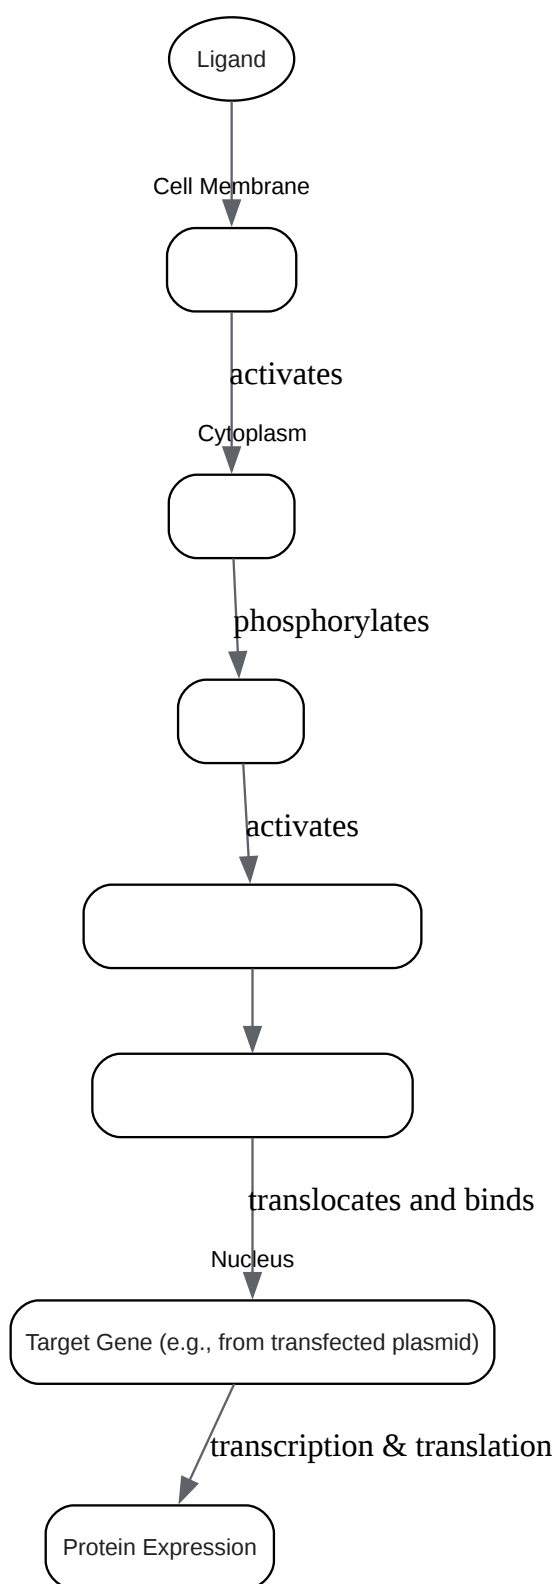 Ligand
Cell Membrane
activates
Cytoplasm
phosphorylates
activates
translocates and binds
Nucleus
Target Gene (e.g., from transfected plasmid)
transcription & translation
Protein Expression